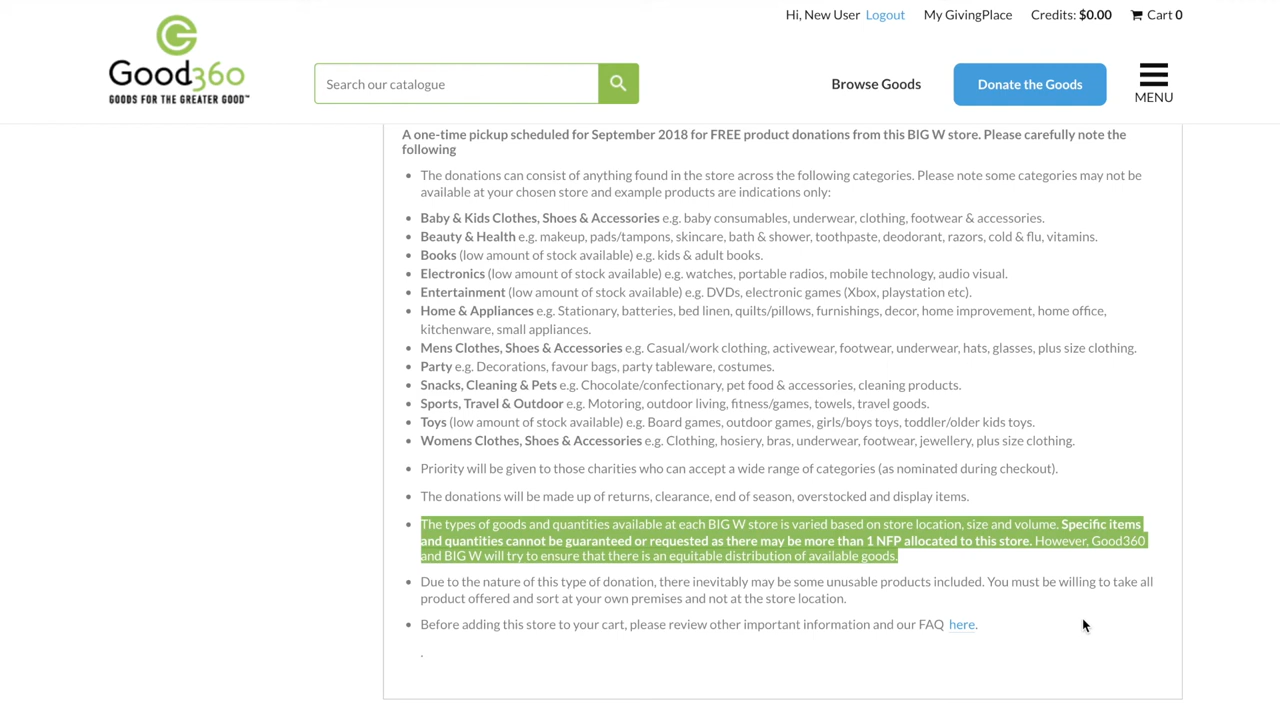 Hi, New User Logout My GivingPlace Credits: $0.00 Cart 0
Good360
GOODS FOR THE GREATER GOOD™
Search our catalogue
Browse Goods
Donate the Goods
MENU
A one-time pickup scheduled for September 2018 for FREE product donations from this BIG W store. Please carefully note the
following
• The donations can consist of anything found in the store across the following categories. Please note some categories may not be
available at your chosen store and example products are indications only:
• Baby & Kids Clothes, Shoes & Accessories e.g. baby consumables, underwear, clothing, footwear & accessories.
• Beauty & Health e.g. makeup, pads/tampons, skincare, bath & shower, toothpaste, deodorant, razors, cold & flu, vitamins.
• Books (low amount of stock available) e.g. kids & adult books.
• Electronics (low amount of stock available) e.g. watches, portable radios, mobile technology, audio visual.
• Entertainment (low amount of stock available) e.g. DVDs, electronic games (Xbox, playstation etc).
• Home & Appliances e.g. Stationary, batteries, bed linen, quilts/pillows, furnishings, decor, home improvement, home office,
kitchenware, small appliances.
• Mens Clothes, Shoes & Accessories e.g. Casual/work clothing, activewear, footwear, underwear, hats, glasses, plus size clothing.
• Party e.g. Decorations, favour bags, party tableware, costumes.
• Snacks, Cleaning & Pets e.g. Chocolate/confectionary, pet food & accessories, cleaning products.
• Sports, Travel & Outdoor e.g. Motoring, outdoor living, fitness/games, towels, travel goods.
• Toys (low amount of stock available) e.g. Board games, outdoor games, girls/boys toys, toddler/older kids toys.
• Womens Clothes, Shoes & Accessories e.g. Clothing, hosiery, bras, underwear, footwear, jewellery, plus size clothing.
• Priority will be given to those charities who can accept a wide range of categories (as nominated during checkout).
• The donations will be made up of returns, clearance, end of season, overstocked and display items.
• The types of goods and quantities available at each BIG W store is varied based on store location, size and volume. Specific items
and quantities cannot be guaranteed or requested as there may be more than 1 NFP allocated to this store. However, Good360
and BIG W will try to ensure that there is an equitable distribution of available goods.
• Due to the nature of this type of donation, there inevitably may be some unusable products included. You must be willing to take all
product offered and sort at your own premises and not at the store location.
• Before adding this store to your cart, please review other important information and our FAQ here.
.